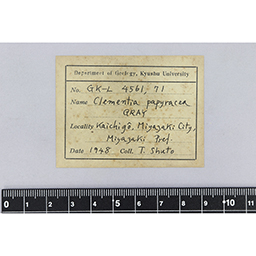 Department of Geology, Kyushu University
No. GK-L 4561, 71
Name Clementia papyracea
GRAY
Locality Kaichigō, Miyazaki City,
Miyazaki Pref.
Date 1948 Coll. T. Shuto
0 1 2 3 4 5 6 7 8 9 10